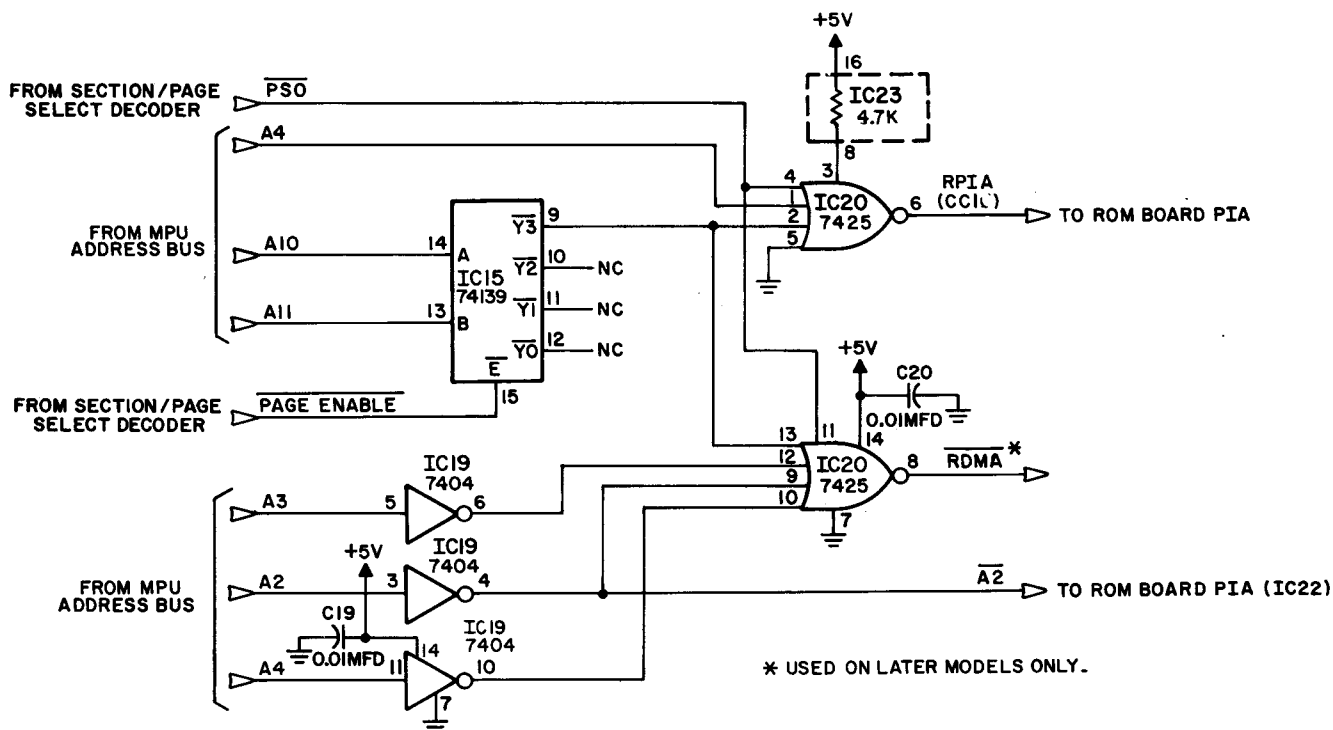 +5V
16
IC23
4.7K
8
FROM SECTION/PAGE
SELECT DECODER
PS0
A4
FROM MPU
ADDRESS BUS
A10
A11
14
A
13
B
IC15
74139
E
15
Y3
9
Y2
10
NC
Y1
11
NC
Y0
12
NC
FROM SECTION/PAGE
SELECT DECODER
PAGE ENABLE
3
4
1
2
5
IC20
7425
6
RPIA
TO ROM BOARD PIA
+5V
C20
0.01MFD
14
11
13
12
9
10
IC20
7425
7
8
RDMA*
FROM MPU
ADDRESS BUS
A3
5
IC19
7404
6
A2
+5V
3
IC19
7404
4
A2
TO ROM BOARD PIA (IC22)
C19
0.01MFD
A4
11
14
IC19
7404
10
7
* USED ON LATER MODELS ONLY.